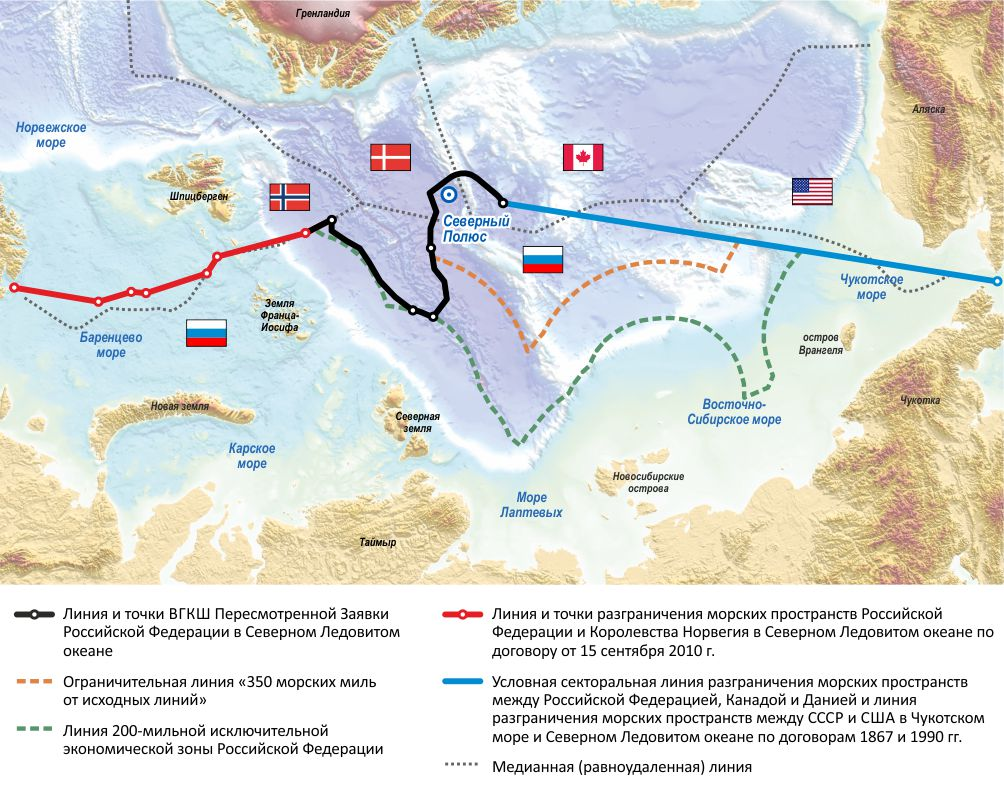 Гренландия
Аляска
Норвежское
море
Шпицберген
Северный
Полюс
Чукотское
море
Земля
Франца-
Иосифа
Баренцево
море
остров
Врангеля
Новая земля
Северная
земля
Восточно-
Сибирское море
Чукотка
Карское
море
Новосибирские
острова
Море
Лаптевых
Таймыр
Линия и точки ВГКШ Пересмотренной Заявки
Российской Федерации в Северном Ледовитом
океане
Ограничительная линия «350 морских миль
от исходных линий»
Линия 200-мильной исключительной
экономической зоны Российской Федерации
Линия и точки разграничения морских пространств Российской
Федерации и Королевства Норвегия в Северном Ледовитом океане по
договору от 15 сентября 2010 г.
Условная секторальная линия разграничения морских пространств
между Российской Федерацией, Канадой и Данией и линия
разграничения морских пространств между СССР и США в Чукотском
море и Северном Ледовитом океане по договорам 1867 и 1990 гг.
Медианная (равноудаленная) линия